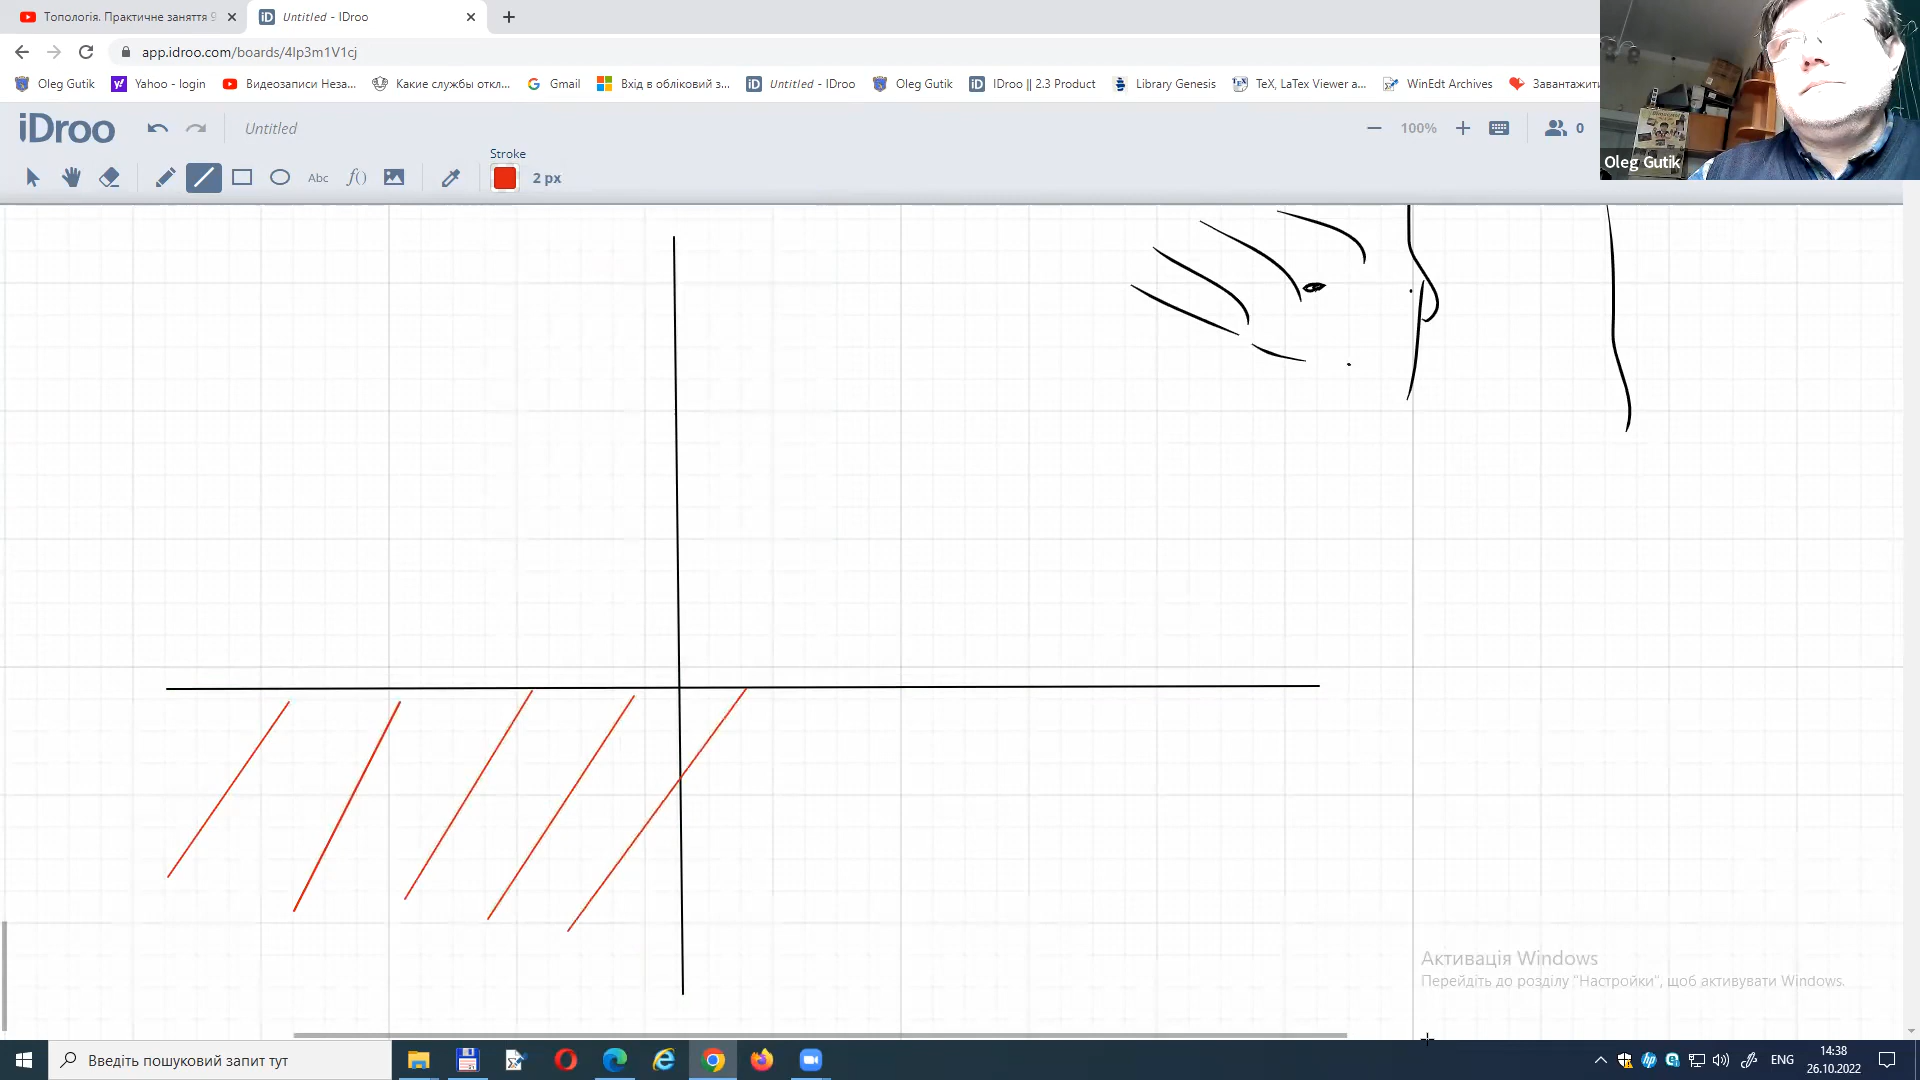 Топологія. Практичне заняття 9
Untitled - IDroo
app.idroo.com/boards/4lp3m1V1cj
Oleg Gutik
Yahoo - login
Видеозаписи Неза...
Какие службы откл...
Gmail
Вхід в обліковий з...
Untitled - IDroo
Oleg Gutik
IDroo || 2.3 Product
Library Genesis
TeX, LaTex Viewer a...
WinEdt Archives
Завантажити
iDroo
Untitled
100%
0
Stroke
Abc
f()
2 px
Oleg Gutik
Активація Windows
Перейдіть до розділу "Настройки", щоб активувати Windows.
Введіть пошуковий запит тут
ENG
14:38
26.10.2022